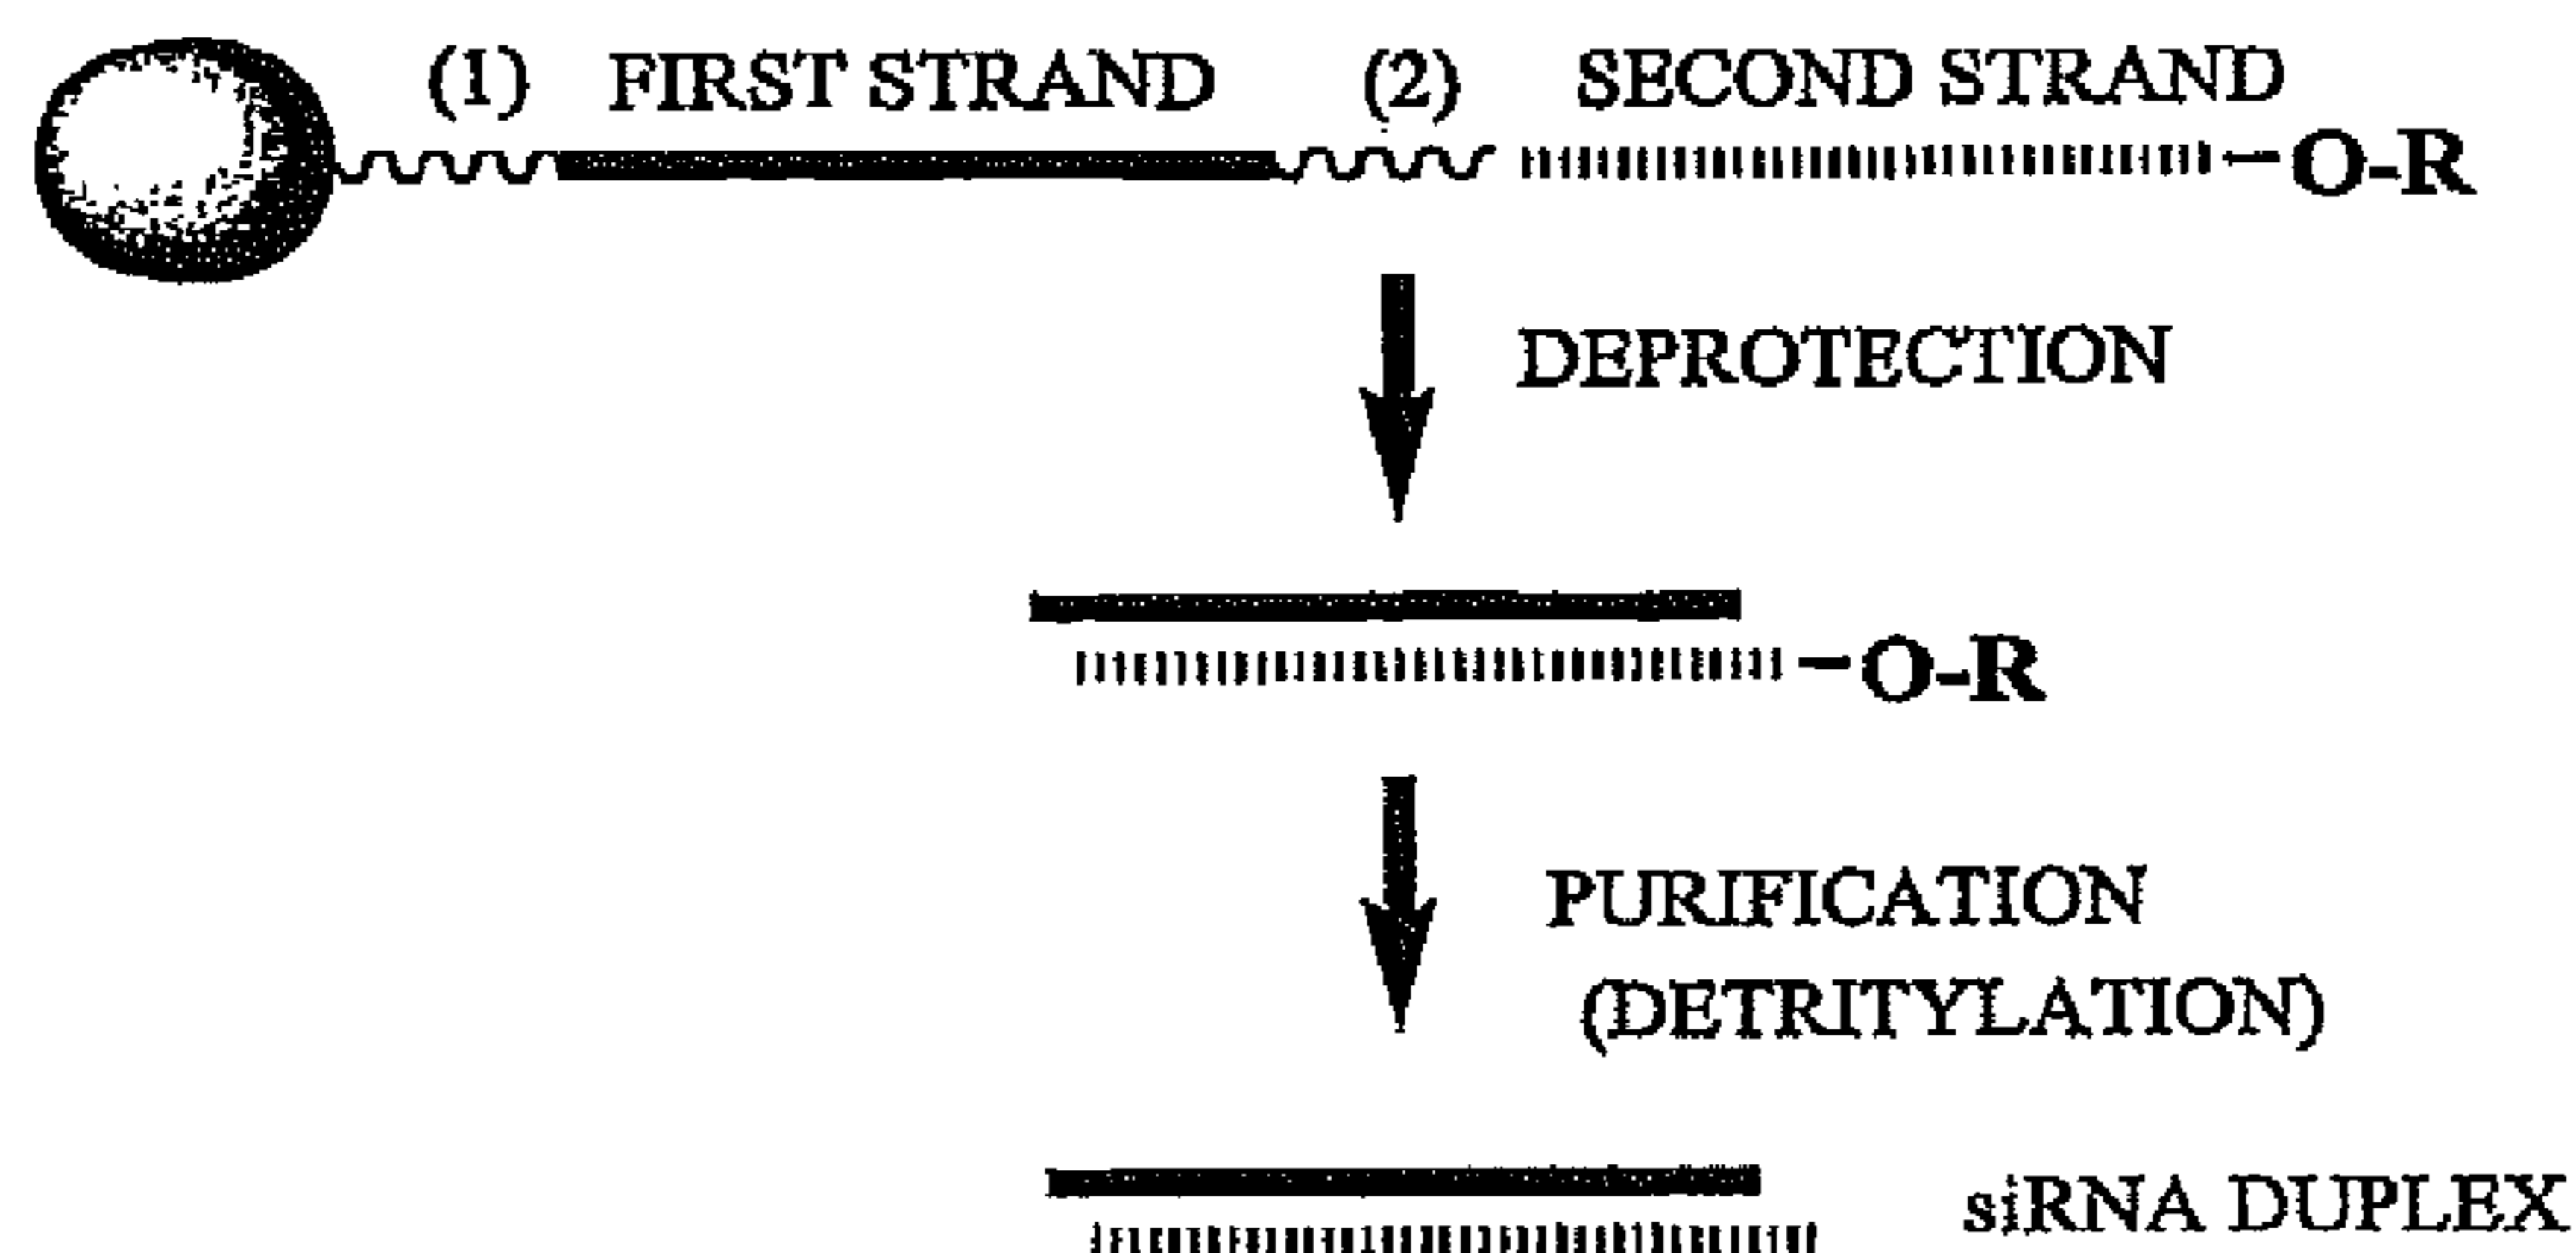 (1) FIRST STRAND (2) SECOND STRAND
O-R
DEPROTECTION
O-R
PURIFICATION
(DETRITYLATION)
siRNA DUPLEX